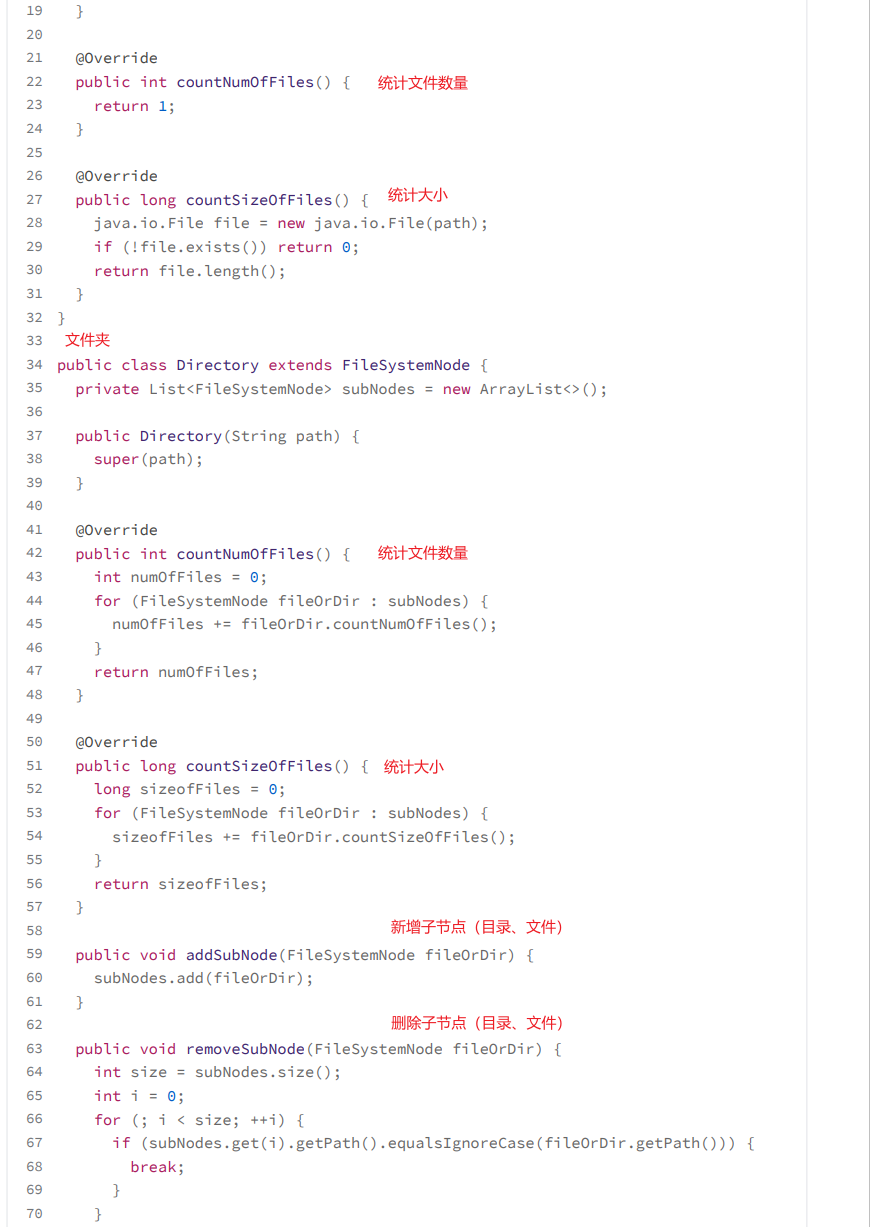 19   }
20
21   @Override
22   public int countNumOfFiles() {   统计文件数量
23     return 1;
24   }
25
26   @Override
27   public long countSizeOfFiles() {   统计大小
28     java.io.File file = new java.io.File(path);
29     if (!file.exists()) return 0;
30     return file.length();
31   }
32 }
33 文件夹
34 public class Directory extends FileSystemNode {
35   private List<FileSystemNode> subNodes = new ArrayList<>();
36
37   public Directory(String path) {
38     super(path);
39   }
40
41   @Override
42   public int countNumOfFiles() {   统计文件数量
43     int numOfFiles = 0;
44     for (FileSystemNode fileOrDir : subNodes) {
45       numOfFiles += fileOrDir.countNumOfFiles();
46     }
47     return numOfFiles;
48   }
49
50   @Override
51   public long countSizeOfFiles() {   统计大小
52     long sizeofFiles = 0;
53     for (FileSystemNode fileOrDir : subNodes) {
54       sizeofFiles += fileOrDir.countSizeOfFiles();
55     }
56     return sizeofFiles;
57   }
58   新增子节点（目录、文件）
59   public void addSubNode(FileSystemNode fileOrDir) {
60     subNodes.add(fileOrDir);
61   }
62   删除子节点（目录、文件）
63   public void removeSubNode(FileSystemNode fileOrDir) {
64     int size = subNodes.size();
65     int i = 0;
66     for (; i < size; ++i) {
67       if (subNodes.get(i).getPath().equalsIgnoreCase(fileOrDir.getPath())) {
68         break;
69       }
70     }